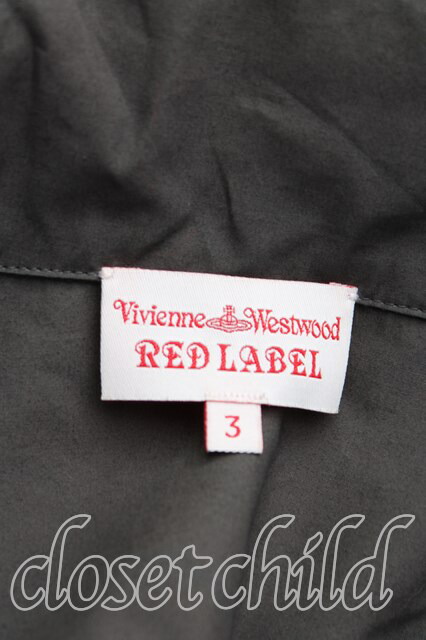 Vivienne Westwood
RED LABEL
3
closet child